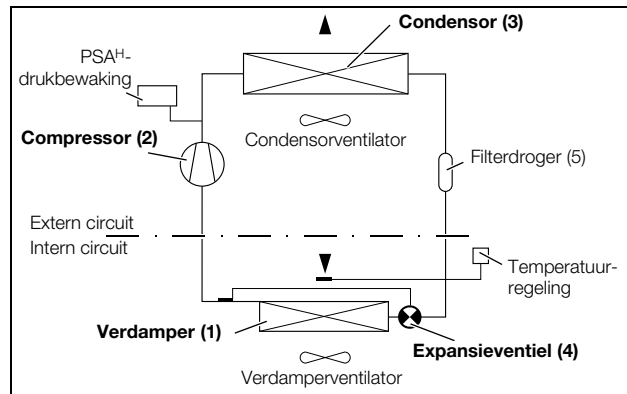 Condensor (3)
PSAᴴ-
drukbewaking
Compressor (2)
Condensorventilator
Filterdroger (5)
Extern circuit
Intern circuit
Temperatuur-
regeling
Verdamper (1)
Expansieventiel (4)
Verdamperventilator